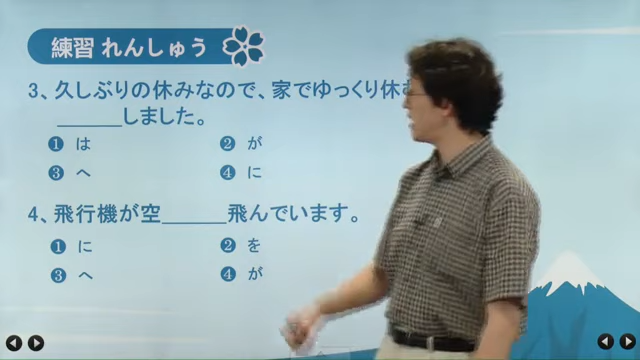 練習 れんしゅう
3、久しぶりの休みなので、家でゆっくり休
______しました。
❶ は ❷ が
❸ へ ❹ に
4、飛行機が空______飛んでいます。
❶ に ❷ を
❸ へ ❹ が